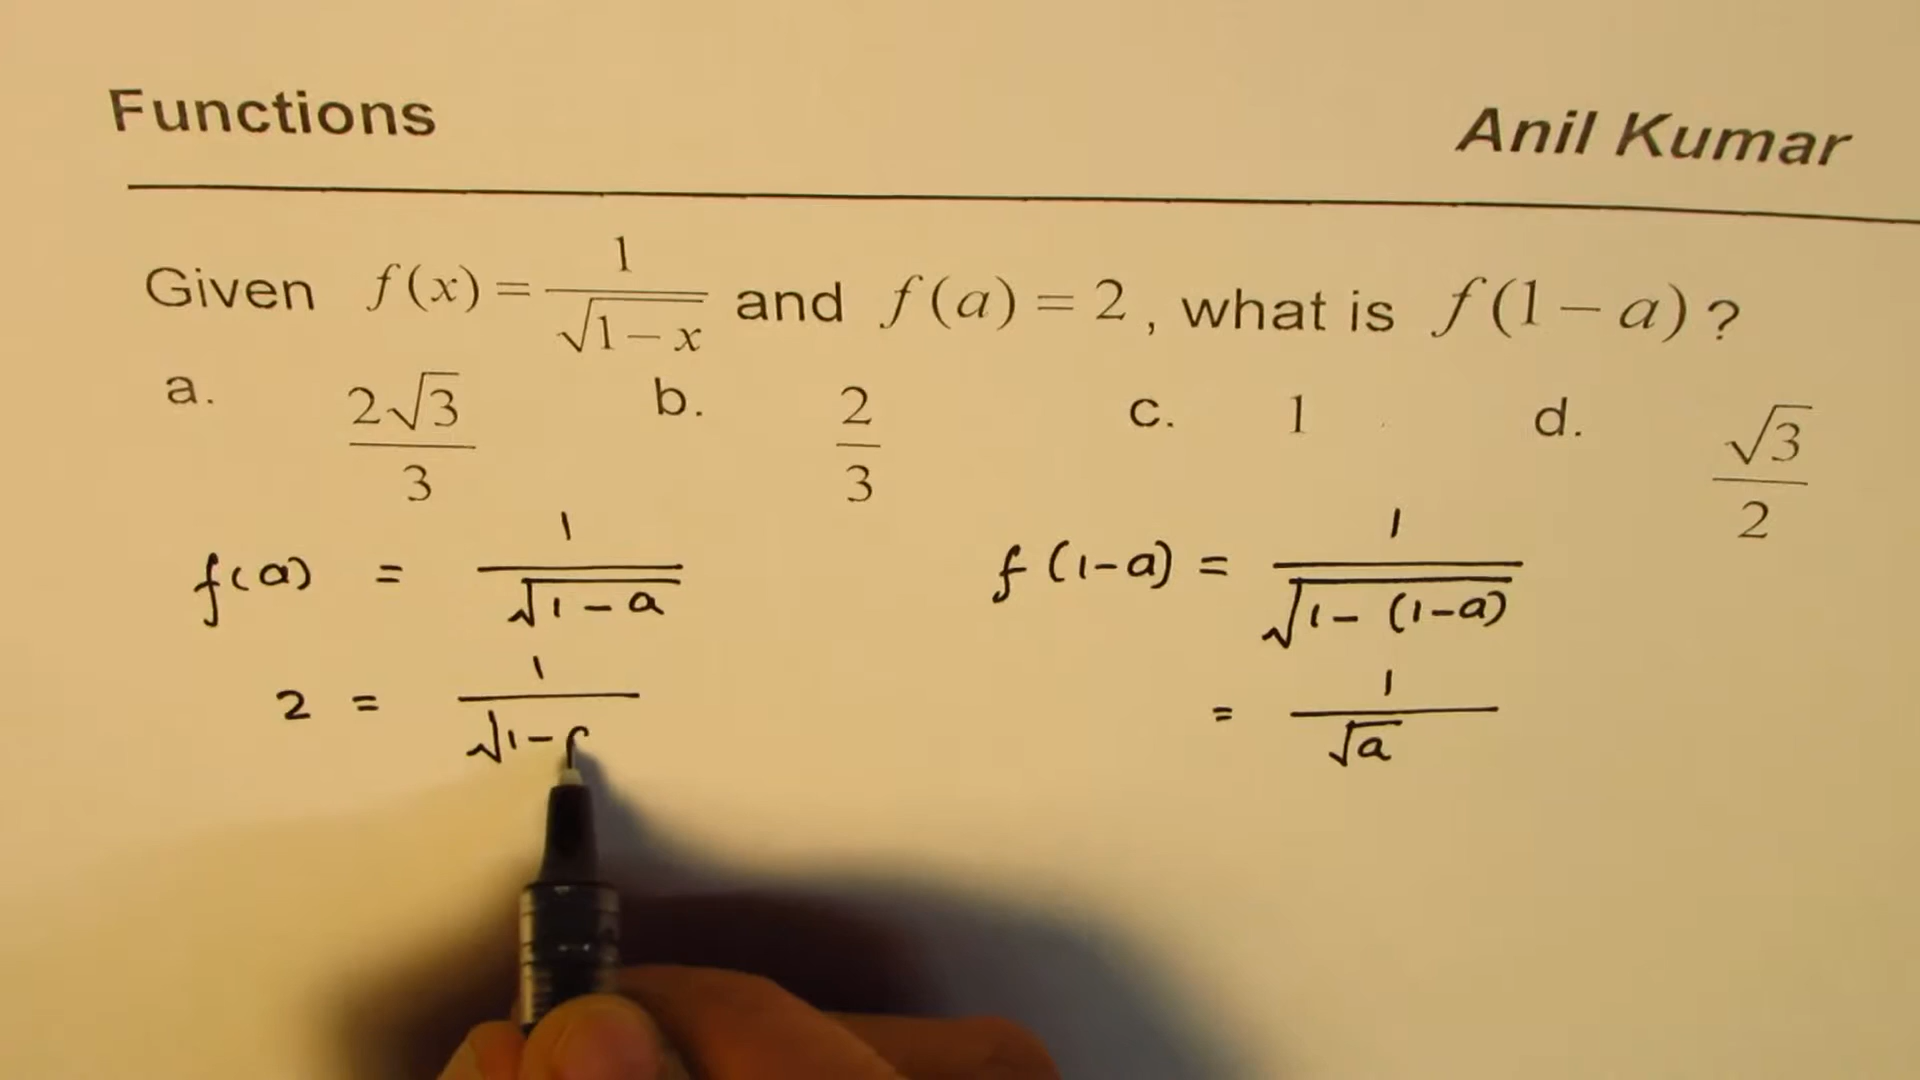 Functions
Anil Kumar
Given f(x) = 1/√(1 − x) and f(a) = 2, what is f(1 − a)?
a. 2√3/3 b. 2/3 c. 1 d. √3/2
f(a) = 1/√(1 − a)
2 = 1/√(1 −
f(1−a) = 1/√(1 − (1−a))
= 1/√a